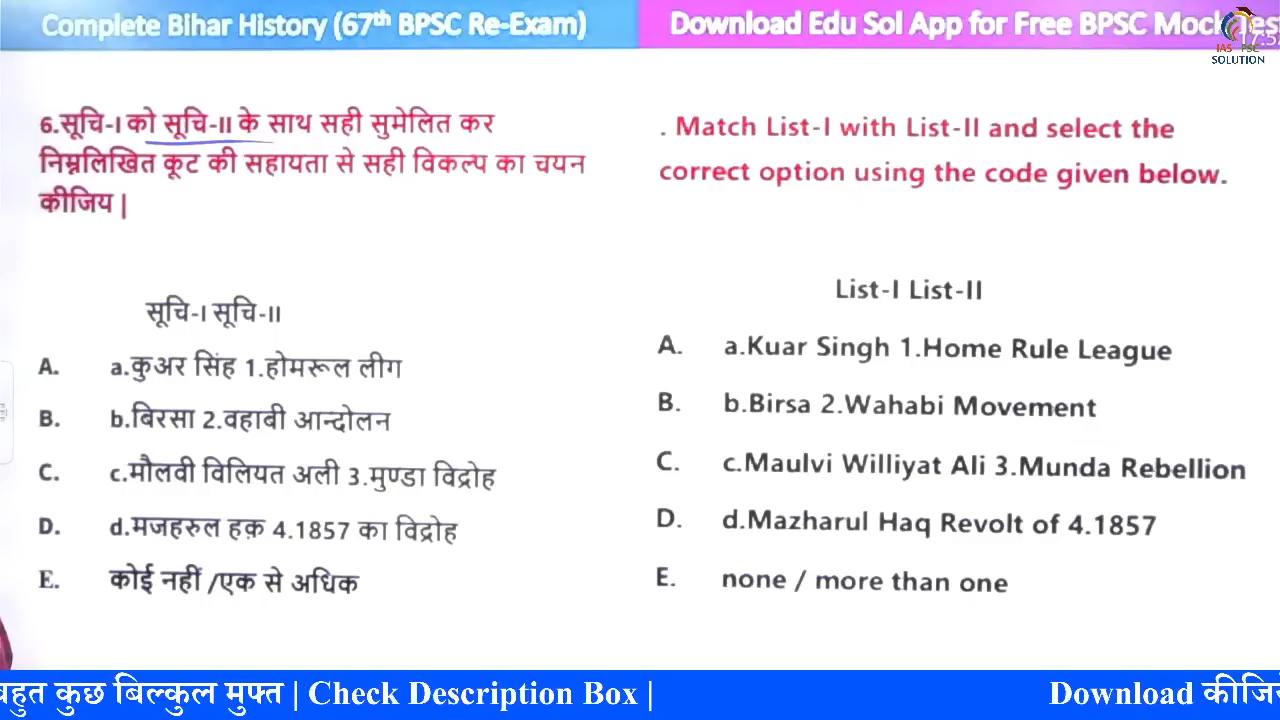 Complete Bihar History (67th BPSC Re-Exam)
Download Edu Sol App for Free BPSC Mock
IAS PSC
SOLUTION
6.सूचि-I को सूचि-II के साथ सही सुमेलित कर
निम्नलिखित कूट की सहायता से सही विकल्प का चयन
कीजिय |
सूचि-I सूचि-II
A. a.कुअर सिंह 1.होमरूल लीग
B. b.बिरसा 2.वहाबी आन्दोलन
C. c.मौलवी विलियत अली 3.मुण्डा विद्रोह
D. d.मजहरुल हक़ 4.1857 का विद्रोह
E. कोई नहीं /एक से अधिक
. Match List-I with List-II and select the
correct option using the code given below.
List-I List-II
A. a.Kuar Singh 1.Home Rule League
B. b.Birsa 2.Wahabi Movement
C. c.Maulvi Williyat Ali 3.Munda Rebellion
D. d.Mazharul Haq Revolt of 4.1857
E. none / more than one
बहुत कुछ बिल्कुल मुफ्त | Check Description Box | Download